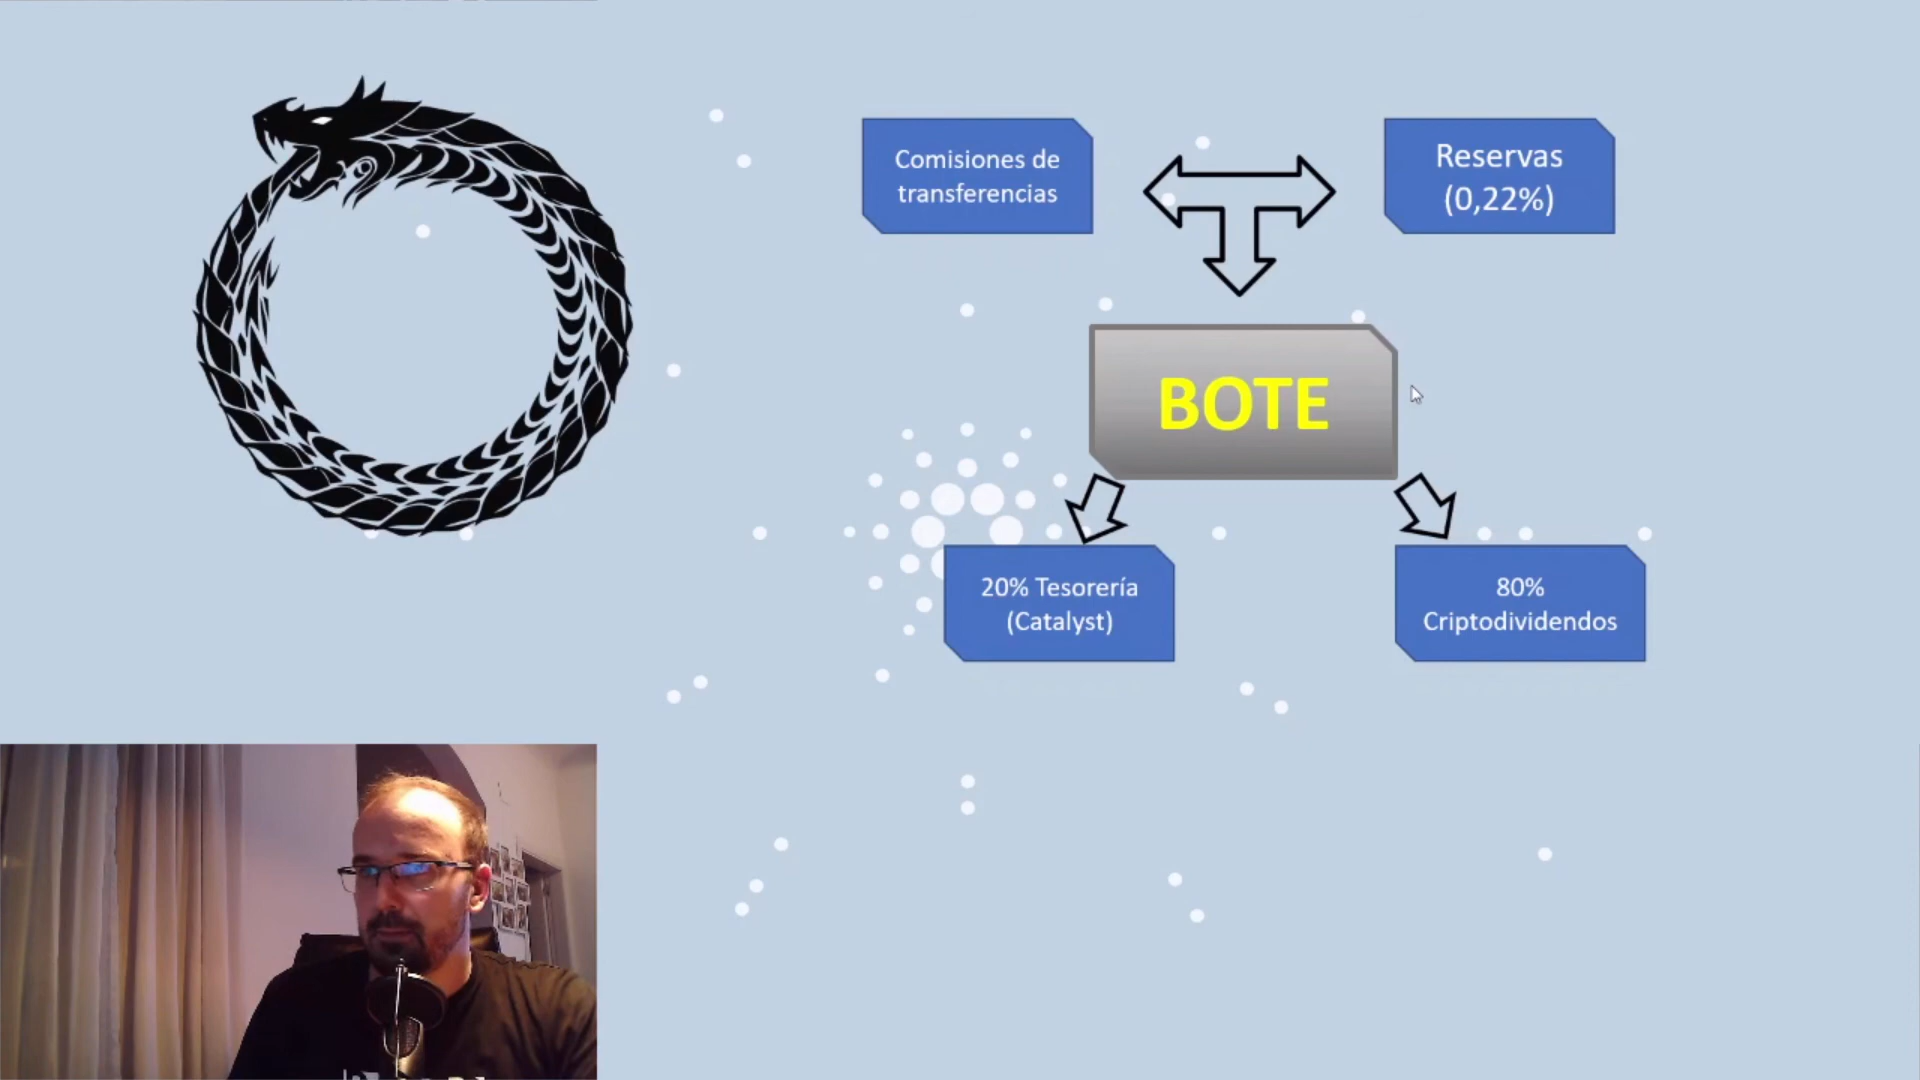 Comisiones de
transferencias
Reservas
(0,22%)
BOTE
20% Tesorería
(Catalyst)
80%
Criptodividendos